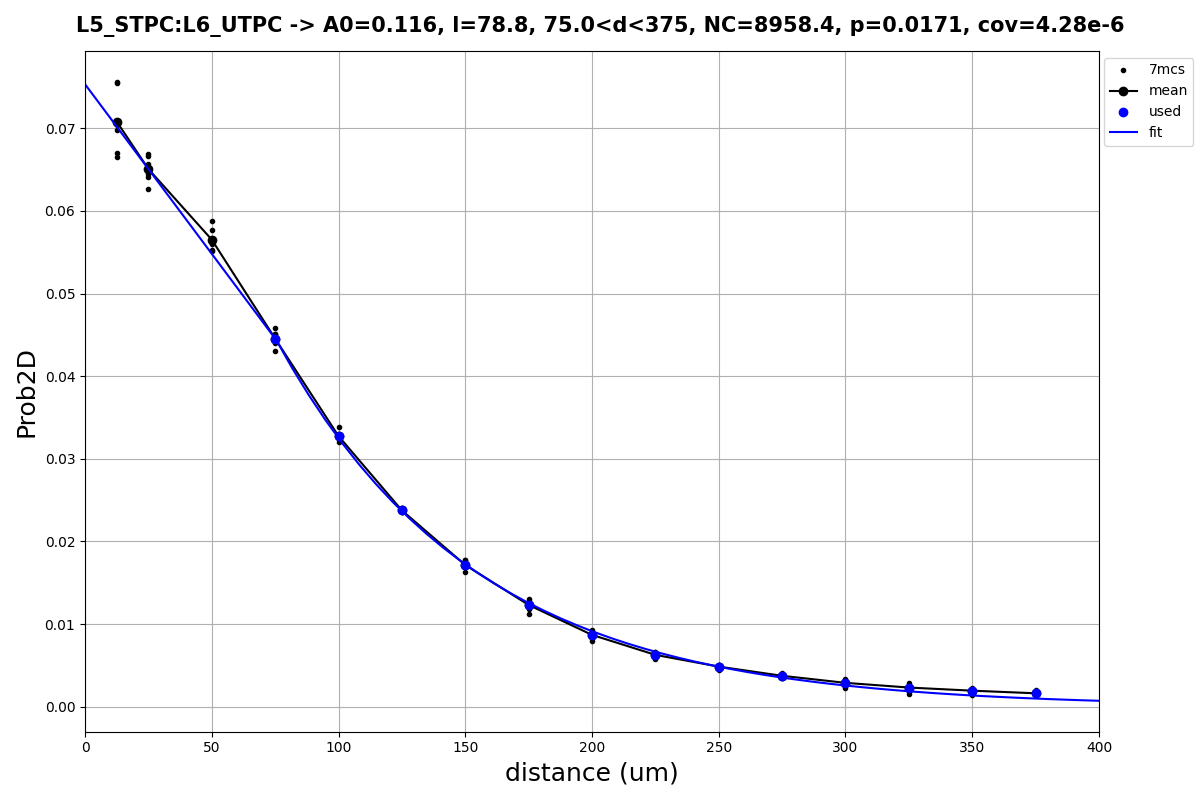 L5_STPC:L6_UTPC -> A0=0.116, l=78.8, 75.0<d<375, NC=8958.4, p=0.0171, cov=4.28e-6
7mcs
mean
used
fit
Prob2D
0.07
0.06
0.05
0.04
0.03
0.02
0.01
0.00
0 50 100 150 200 250 300 350 400
distance (um)